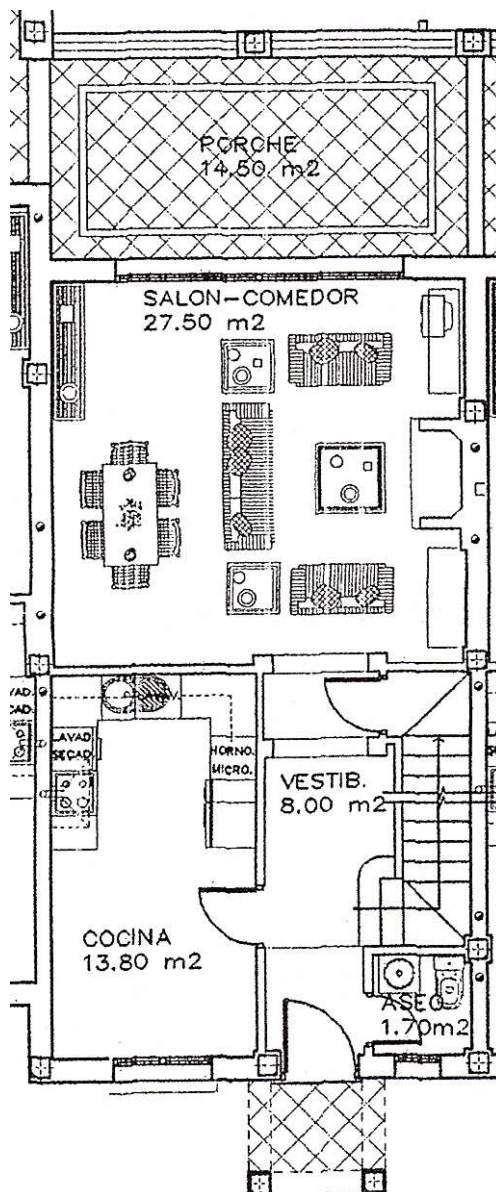 PORCHE
14.50 m2
SALON-COMEDOR
27.50 m2
LAVAD.
SECAD.
HORNO.
MICRO.
VESTIB.
8.00 m2
COCINA
13.80 m2
ASEO
1.70m2